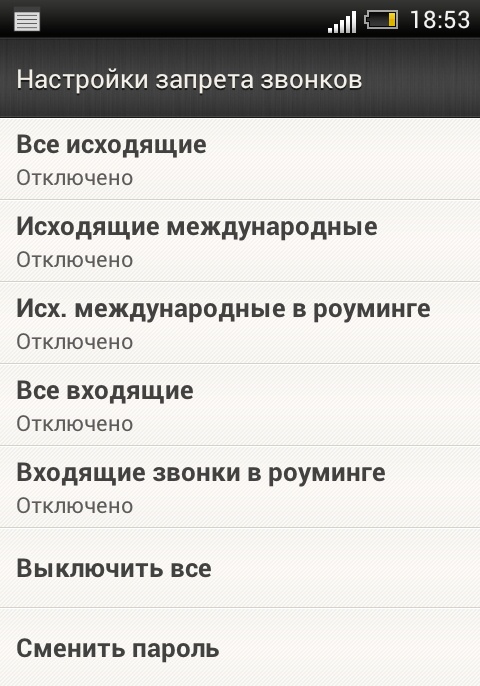 18:53
Настройки запрета звонков
Все исходящие
Отключено
Исходящие международные
Отключено
Исх. международные в роуминге
Отключено
Все входящие
Отключено
Входящие звонки в роуминге
Отключено
Выключить все
Сменить пароль